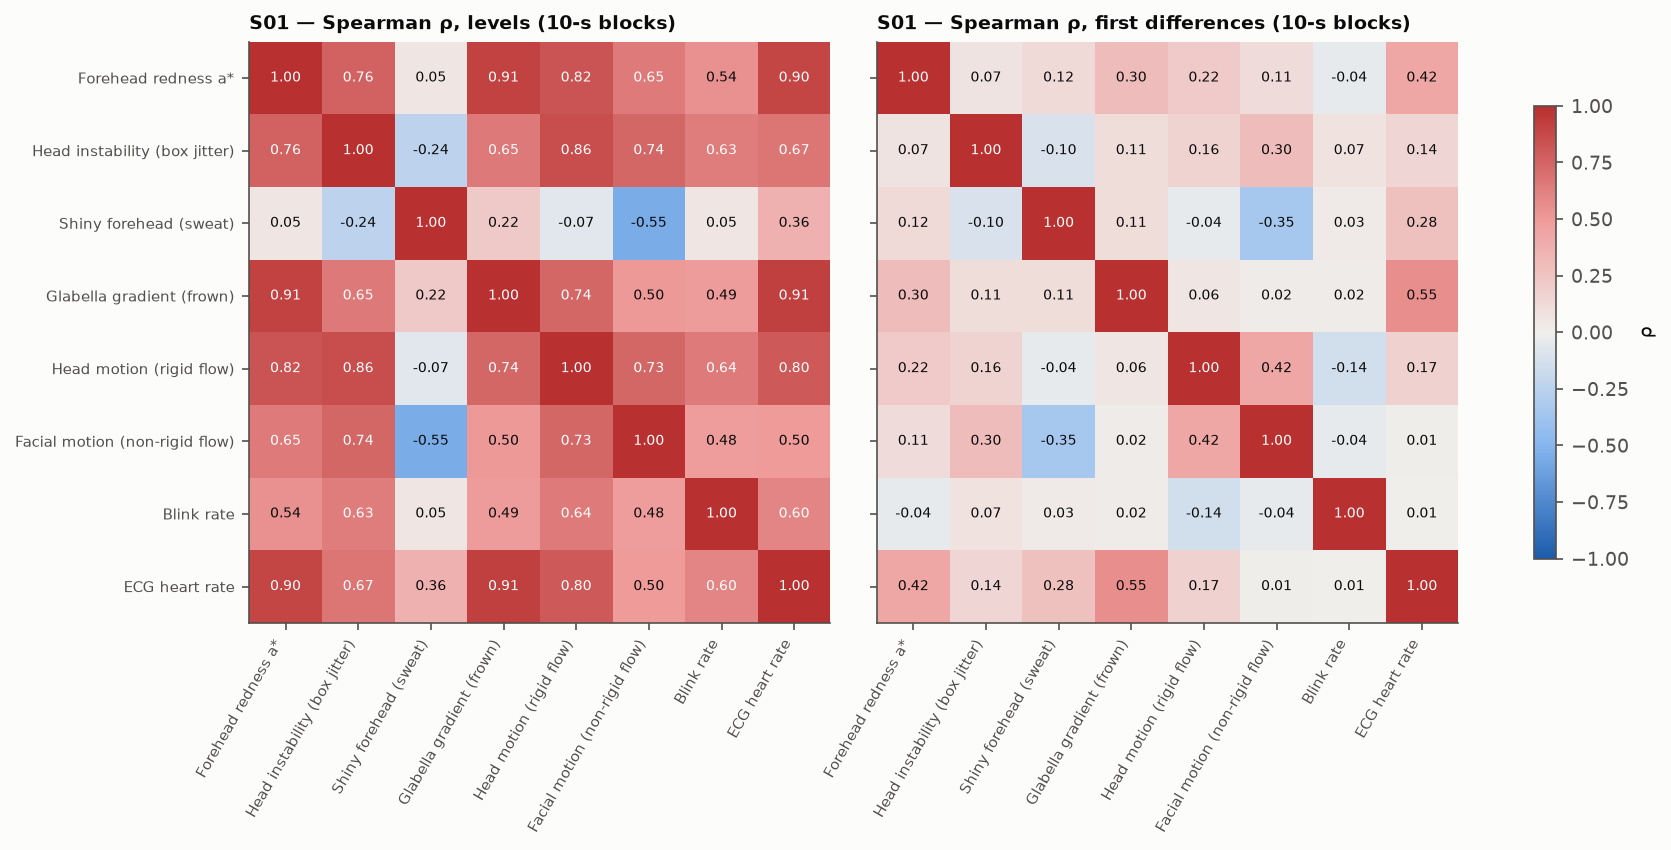 S01 — Spearman ρ, levels (10-s blocks)
S01 — Spearman ρ, first differences (10-s blocks)
Forehead redness a* 1.00 0.76 0.05 0.91 0.82 0.65 0.54 0.90
Head instability (box jitter) 0.76 1.00 -0.24 0.65 0.86 0.74 0.63 0.67
Shiny forehead (sweat) 0.05 -0.24 1.00 0.22 -0.07 -0.55 0.05 0.36
Glabella gradient (frown) 0.91 0.65 0.22 1.00 0.74 0.50 0.49 0.91
Head motion (rigid flow) 0.82 0.86 -0.07 0.74 1.00 0.73 0.64 0.80
Facial motion (non-rigid flow) 0.65 0.74 -0.55 0.50 0.73 1.00 0.48 0.50
Blink rate 0.54 0.63 0.05 0.49 0.64 0.48 1.00 0.60
ECG heart rate 0.90 0.67 0.36 0.91 0.80 0.50 0.60 1.00
Forehead redness a*
Head instability (box jitter)
Shiny forehead (sweat)
Glabella gradient (frown)
Head motion (rigid flow)
Facial motion (non-rigid flow)
Blink rate
ECG heart rate
1.00 0.07 0.12 0.30 0.22 0.11 -0.04 0.42
0.07 1.00 -0.10 0.11 0.16 0.30 0.07 0.14
0.12 -0.10 1.00 0.11 -0.04 -0.35 0.03 0.28
0.30 0.11 0.11 1.00 0.06 0.02 0.02 0.55
0.22 0.16 -0.04 0.06 1.00 0.42 -0.14 0.17
0.11 0.30 -0.35 0.02 0.42 1.00 -0.04 0.01
-0.04 0.07 0.03 0.02 -0.14 -0.04 1.00 0.01
0.42 0.14 0.28 0.55 0.17 0.01 0.01 1.00
Forehead redness a*
Head instability (box jitter)
Shiny forehead (sweat)
Glabella gradient (frown)
Head motion (rigid flow)
Facial motion (non-rigid flow)
Blink rate
ECG heart rate
1.00
0.75
0.50
0.25
0.00
−0.25
−0.50
−0.75
−1.00
ρ